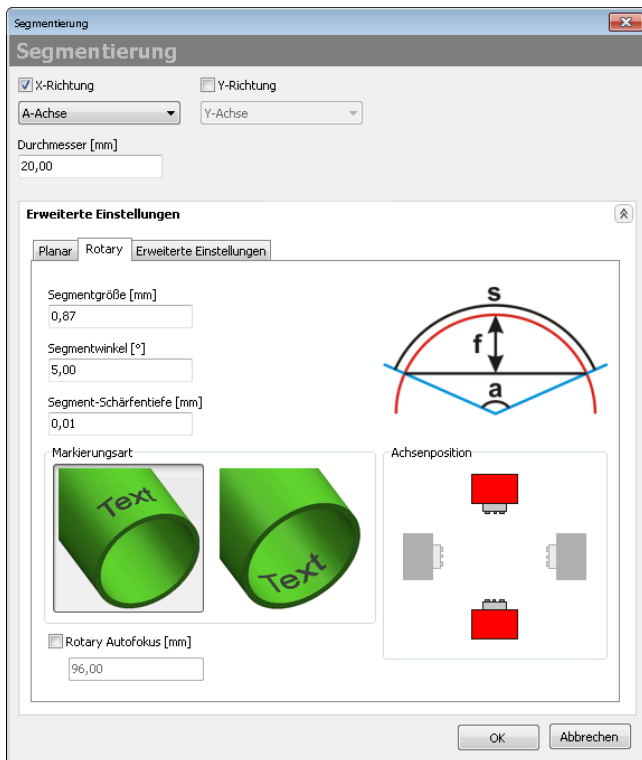 Segmentierung
Segmentierung
X-Richtung Y-Richtung
A-Achse Y-Achse
Durchmesser [mm]
20,00
Erweiterte Einstellungen
Planar Rotary Erweiterte Einstellungen
Segmentgröße [mm]
0,87
Segmentwinkel [°]
5,00
Segment-Schärfentiefe [mm]
0,01
s
f
a
Markierungsart
Text
Text
Achsenposition
Rotary Autofokus [mm]
96,00
OK Abbrechen